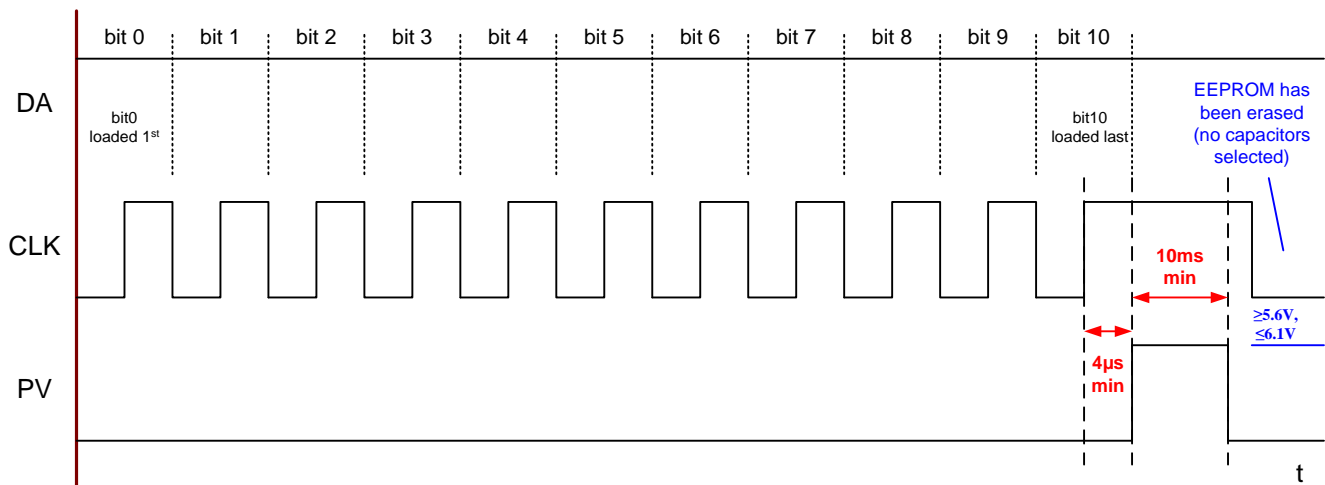 bit 0 bit 1 bit 2 bit 3 bit 4 bit 5 bit 6 bit 7 bit 8 bit 9 bit 10
DA
bit0
loaded 1st
bit10
loaded last
EEPROM has
been erased
(no capacitors
selected)
CLK
10ms
min
≥5.6V,
≤6.1V
4µs
min
PV
t